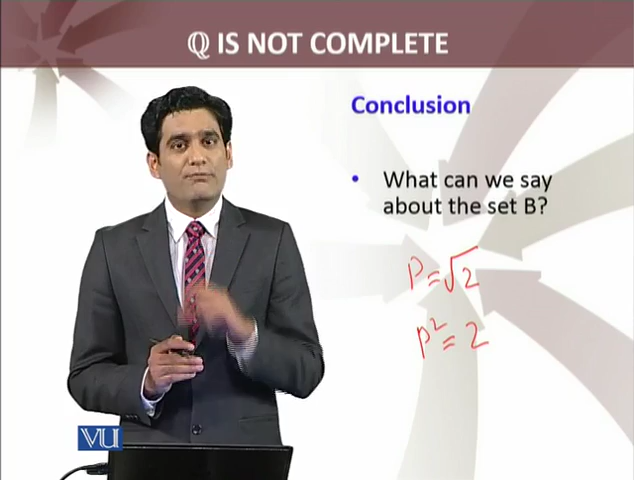 ℚ IS NOT COMPLETE
Conclusion
• What can we say
about the set B?
p = √2
p² = 2
VU